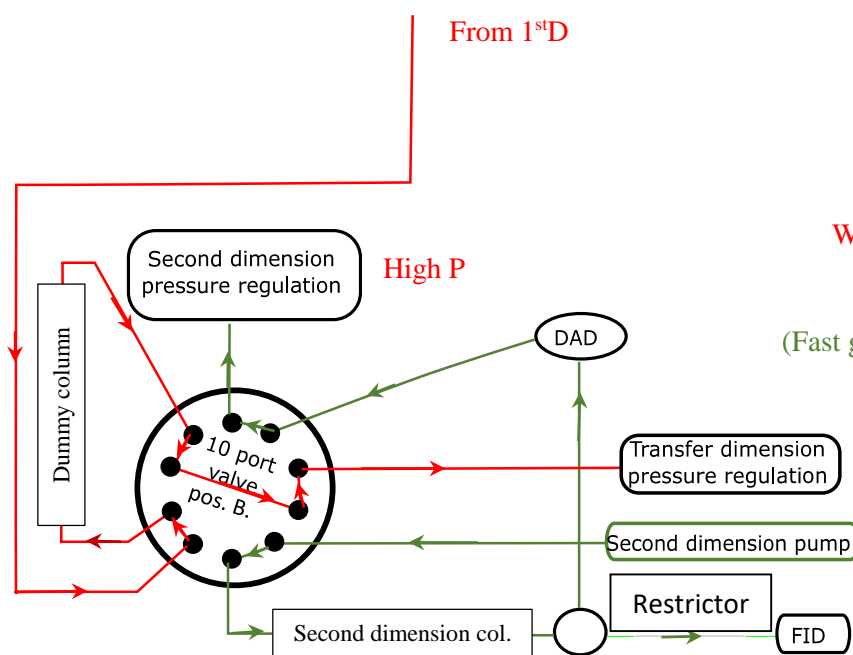 From 1stD
W
Second dimension
pressure regulation
High P
DAD
(Fast g
Dummy column
10 port
valve
pos. B.
Transfer dimension
pressure regulation
Second dimension pump
Restrictor
Second dimension col.
FID